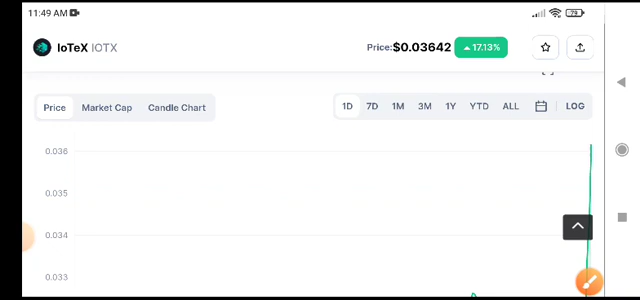 11:49 AM
79
IoTeX IOTX
Price:$0.03642 17.13%
Price Market Cap Candle Chart
1D 7D 1M 3M 1Y YTD ALL LOG
0.036
0.035
0.034
0.033